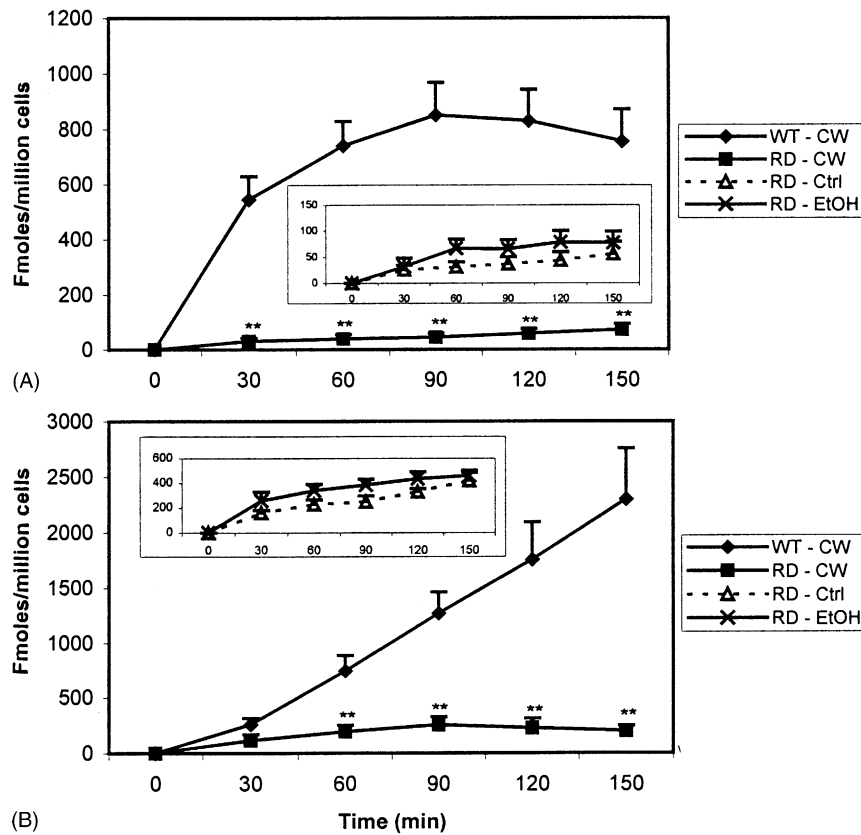 1200
1000
800
600
400
200
0
Fmoles/million cells
** ** ** ** **
0 30 60 90 120 150
150
100
50
0
0 30 60 90 120 150
WT - CW
RD - CW
RD - Ctrl
RD - EtOH
(A)
3000
2500
2000
1500
1000
500
0
Fmoles/million cells
600
400
200
0
0 30 60 90 120 150
** ** ** **
0 30 60 90 120 150
WT - CW
RD - CW
RD - Ctrl
RD - EtOH
(B)
Time (min)